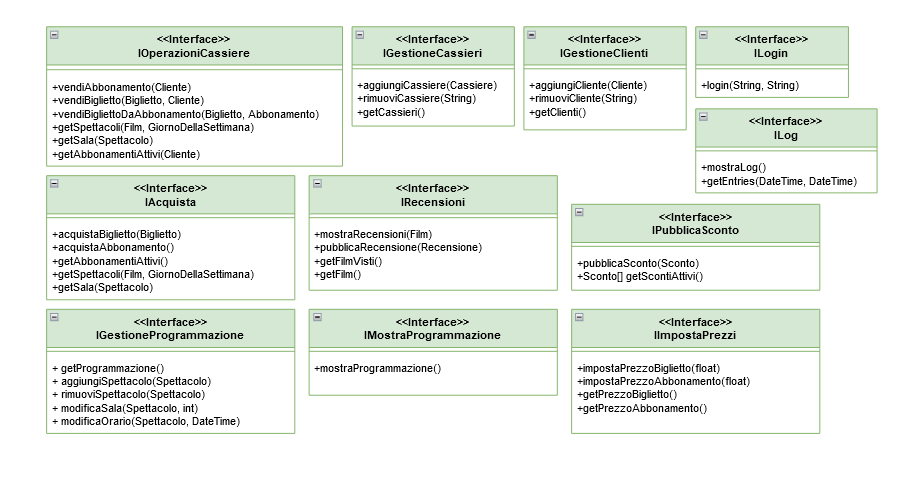 <<Interface>>
IOperazioniCassiere
+vendiAbbonamento(Cliente)
+vendiBiglietto(Biglietto, Cliente)
+vendiBigliettoDaAbbonamento(Biglietto, Abbonamento)
+getSpettacoli(Film, GiornoDellaSettimana)
+getSala(Spettacolo)
+getAbbonamentiAttivi(Cliente)
<<Interface>>
IGestioneCassieri
+aggiungiCassiere(Cassiere)
+rimuoviCassiere(String)
+getCassieri()
<<Interface>>
IGestioneClienti
+aggiungiCliente(Cliente)
+rimuoviCliente(String)
+getClienti()
<<Interface>>
ILogin
+login(String, String)
<<Interface>>
ILog
+mostraLog()
+getEntries(DateTime, DateTime)
<<Interface>>
IAcquista
+acquistaBiglietto(Biglietto)
+acquistaAbbonamento()
+getAbbonamentiAttivi()
+getSpettacoli(Film, GiornoDellaSettimana)
+getSala(Spettacolo)
<<Interface>>
IRecensioni
+mostraRecensioni(Film)
+pubblicaRecensione(Recensione)
+getFilmVisti()
+getFilm()
<<Interface>>
IPubblicaSconto
+pubblicaSconto(Sconto)
+Sconto[] getScontiAttivi()
<<Interface>>
IGestioneProgrammazione
+ getProgrammazione()
+ aggiungiSpettacolo(Spettacolo)
+ rimuoviSpettacolo(Spettacolo)
+ modificaSala(Spettacolo, int)
+ modificaOrario(Spettacolo, DateTime)
<<Interface>>
IMostraProgrammazione
+mostraProgrammazione()
<<Interface>>
IImpostaPrezzi
+impostaPrezzoBiglietto(float)
+impostaPrezzoAbbonamento(float)
+getPrezzoBiglietto()
+getPrezzoAbbonamento()